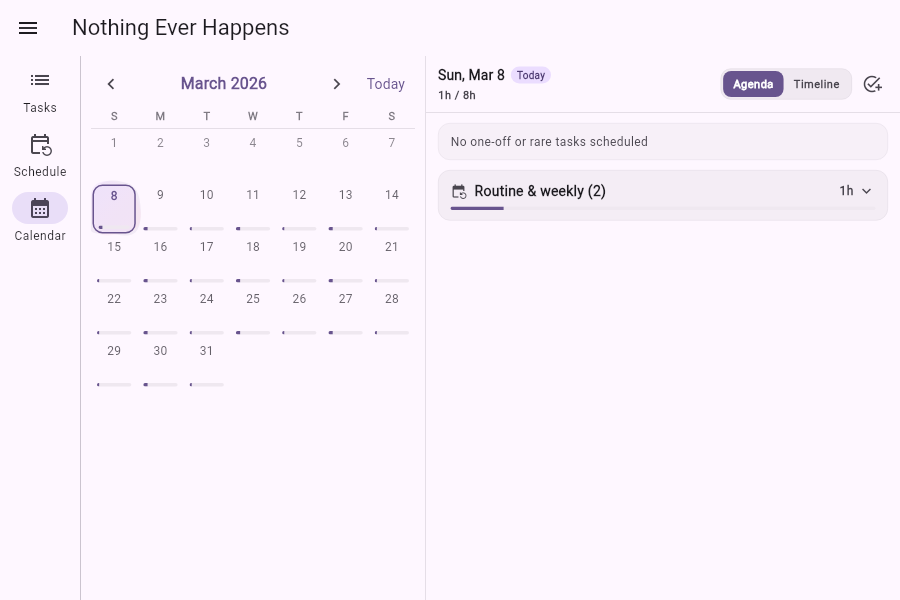 Nothing Ever Happens
Tasks
Schedule
Calendar
March 2026
Today
S M T W T F S
1 2 3 4 5 6 7
8 9 10 11 12 13 14
15 16 17 18 19 20 21
22 23 24 25 26 27 28
29 30 31
Sun, Mar 8 Today
1h / 8h
Agenda Timeline
No one-off or rare tasks scheduled
Routine & weekly (2) 1h